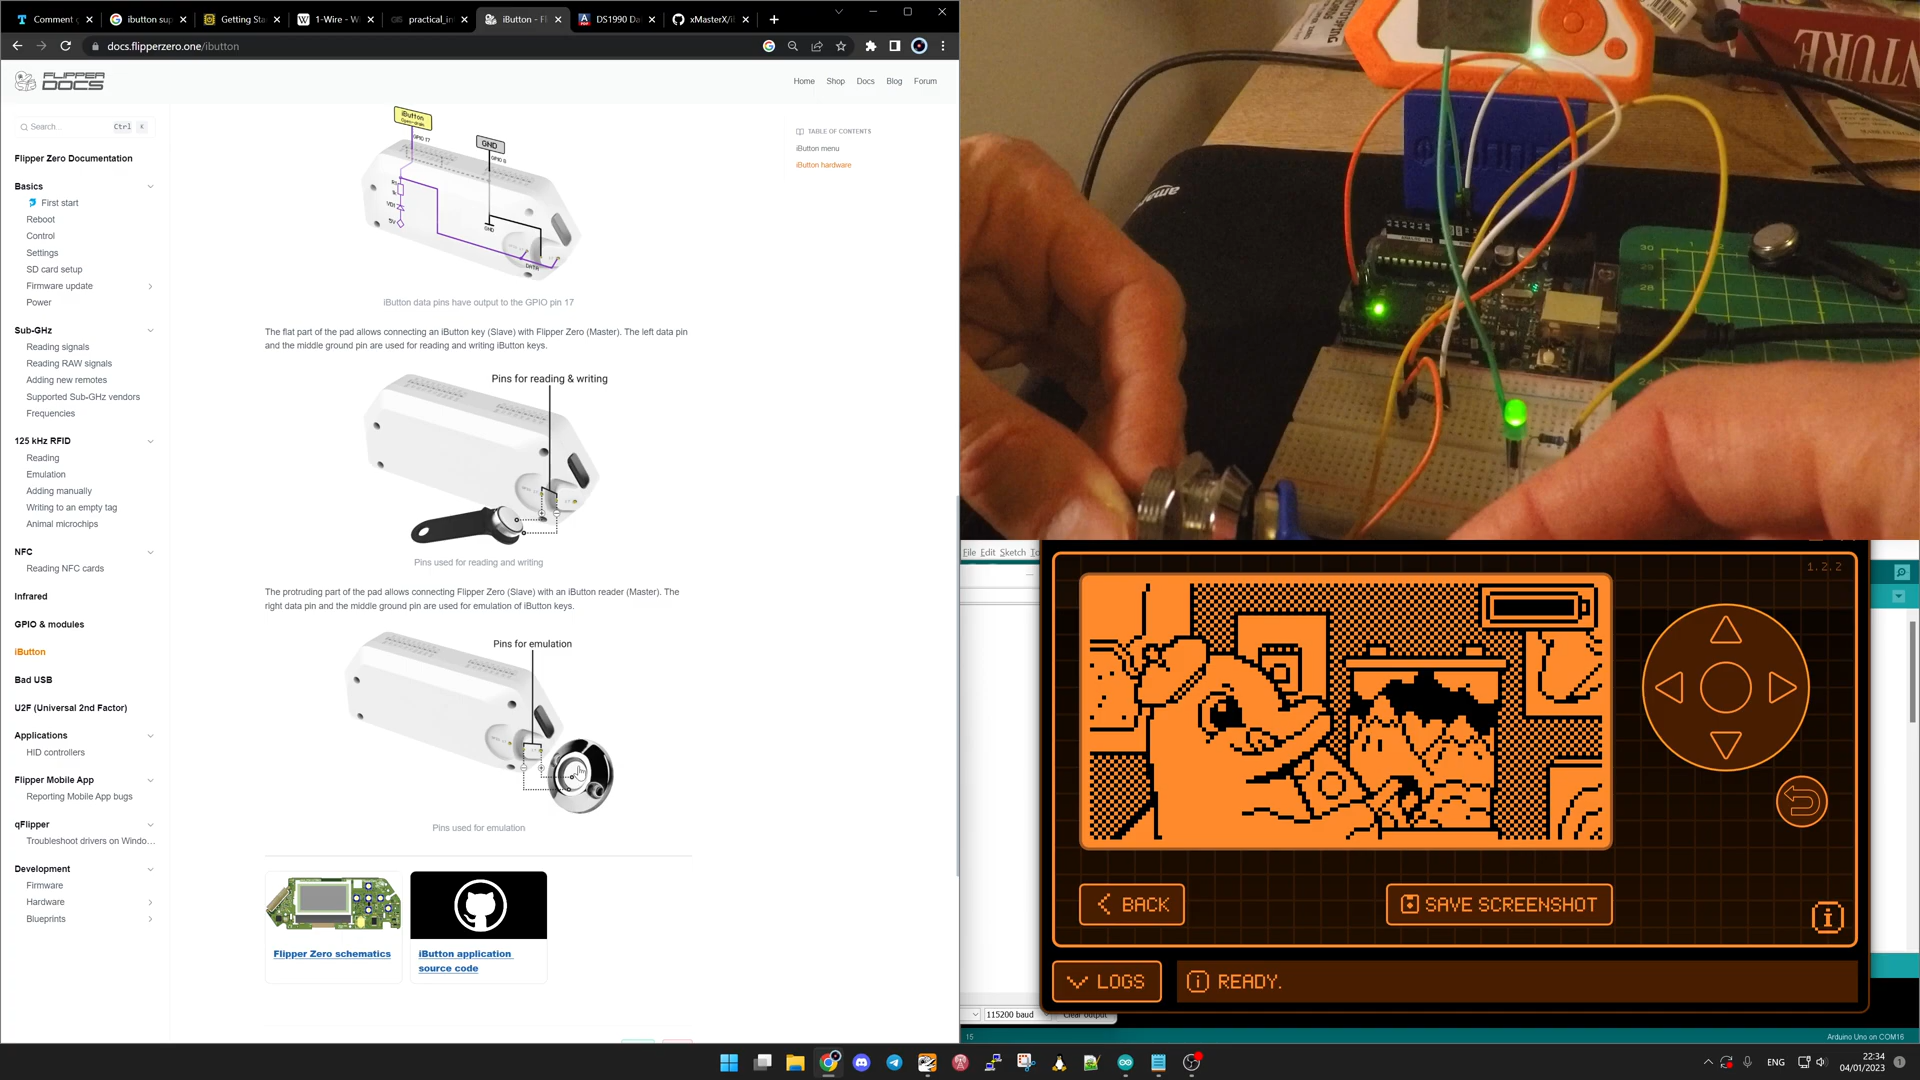 Comment
ibutton sup
Getting Sta
1-Wire - W
practical_in
iButton - Fl
DS1990 Da
xMasterX/i
docs.flipperzero.one/ibutton
FLIPPER
DOCS
Home
Shop
Docs
Blog
Forum
Search...
Ctrl
K
Flipper Zero Documentation
Basics
First start
Reboot
Control
Settings
SD card setup
Firmware update
Power
Sub-GHz
Reading signals
Reading RAW signals
Adding new remotes
Supported Sub-GHz vendors
Frequencies
125 kHz RFID
Reading
Emulation
Adding manually
Writing to an empty tag
Animal microchips
NFC
Reading NFC cards
Infrared
GPIO & modules
iButton
Bad USB
U2F (Universal 2nd Factor)
Applications
HID controllers
Flipper Mobile App
Reporting Mobile App bugs
qFlipper
Troubleshoot drivers on Windo...
Development
Firmware
Hardware
Blueprints
iButton
GPIO 17
GND
GPIO 8
5V
GND
DATA
iButton data pins have output to the GPIO pin 17
The flat part of the pad allows connecting an iButton key (Slave) with Flipper Zero (Master). The left data pin
and the middle ground pin are used for reading and writing iButton keys.
Pins for reading & writing
Pins used for reading and writing
The protruding part of the pad allows connecting Flipper Zero (Slave) with an iButton reader (Master). The
right data pin and the middle ground pin are used for emulation of iButton keys.
Pins for emulation
Pins used for emulation
Flipper Zero schematics
iButton application
source code
TABLE OF CONTENTS
iButton menu
iButton hardware
File Edit Sketch To
1.2.2
BACK
SAVE SCREENSHOT
LOGS
READY.
115200 baud
Clear output
15
Arduino Uno on COM16
ENG
22:34
04/01/2023
1